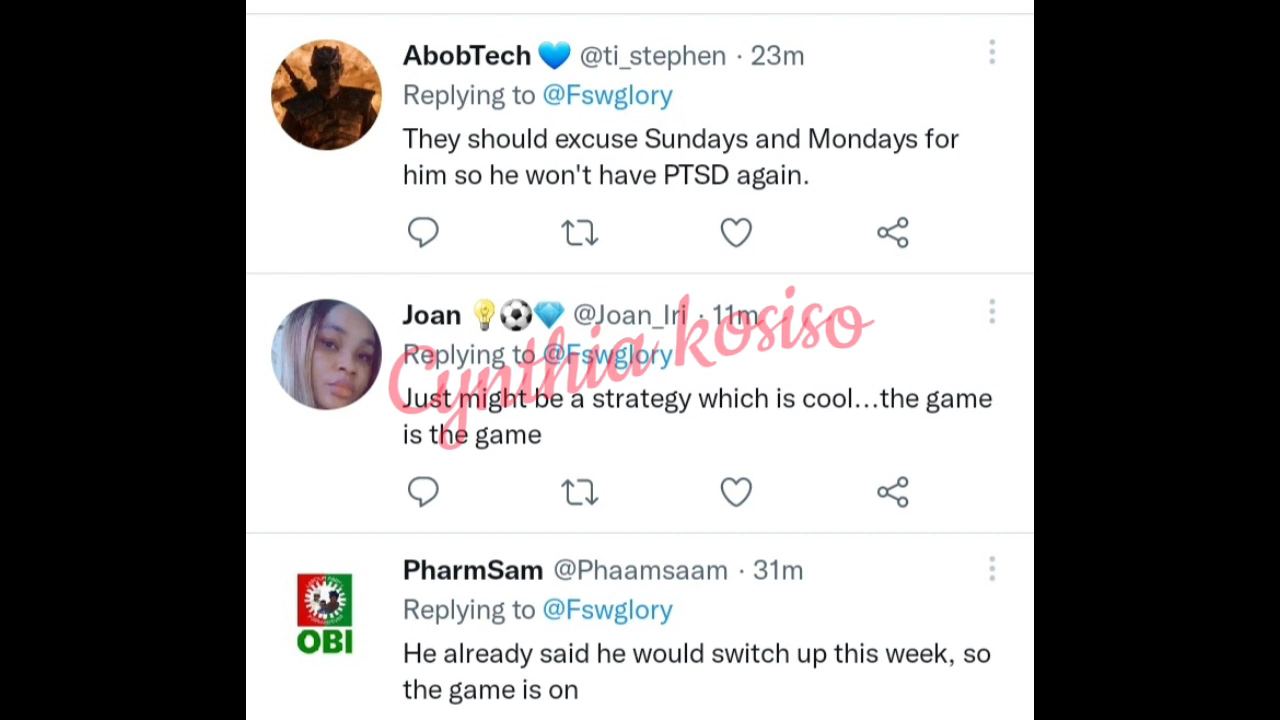 AbobTech 💙 @ti_stephen · 23m
Replying to @Fswglory
They should excuse Sundays and Mondays for
him so he won't have PTSD again.
Joan 💡⚽💎 @Joan_Iri · 11m
Replying to @Fswglory
Just might be a strategy which is cool...the game
is the game
Cynthia kosiso
PharmSam @Phaamsaam · 31m
OBI
Replying to @Fswglory
He already said he would switch up this week, so
the game is on